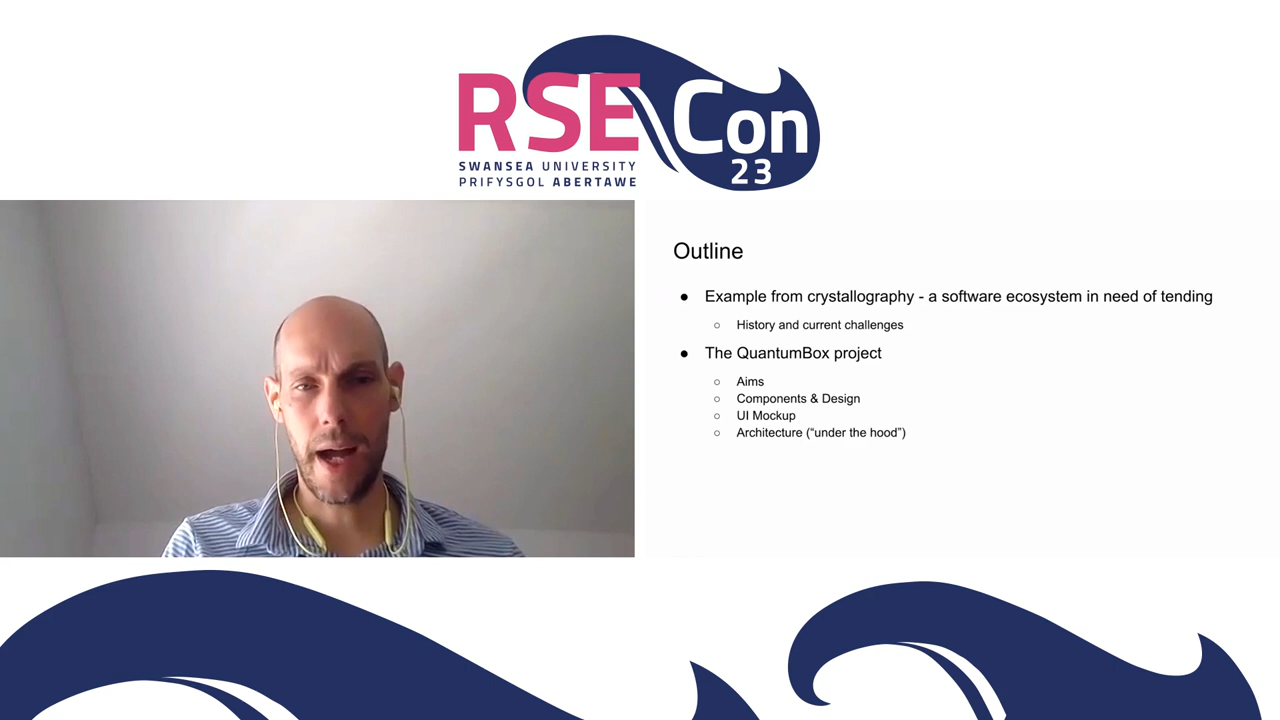 RSE Con
SWANSEA UNIVERSITY
PRIFYSGOL ABERTAWE
23
Outline
● Example from crystallography - a software ecosystem in need of tending
○ History and current challenges
● The QuantumBox project
○ Aims
○ Components & Design
○ UI Mockup
○ Architecture (“under the hood”)